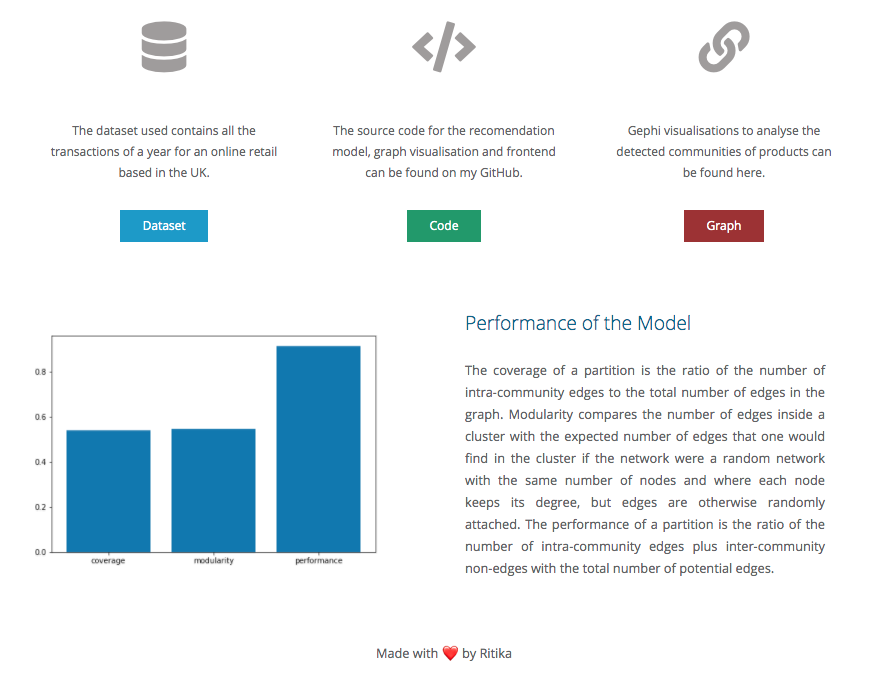 The dataset used contains all the
transactions of a year for an online retail
based in the UK.
Dataset
The source code for the recomendation
model, graph visualisation and frontend
can be found on my GitHub.
Code
Gephi visualisations to analyse the
detected communities of products can
be found here.
Graph
0.8
0.6
0.4
0.2
0.0
coverage modularity performance
Performance of the Model
The coverage of a partition is the ratio of the number of
intra-community edges to the total number of edges in the
graph. Modularity compares the number of edges inside a
cluster with the expected number of edges that one would
find in the cluster if the network were a random network
with the same number of nodes and where each node
keeps its degree, but edges are otherwise randomly
attached. The performance of a partition is the ratio of the
number of intra-community edges plus inter-community
non-edges with the total number of potential edges.
Made with ❤️ by Ritika